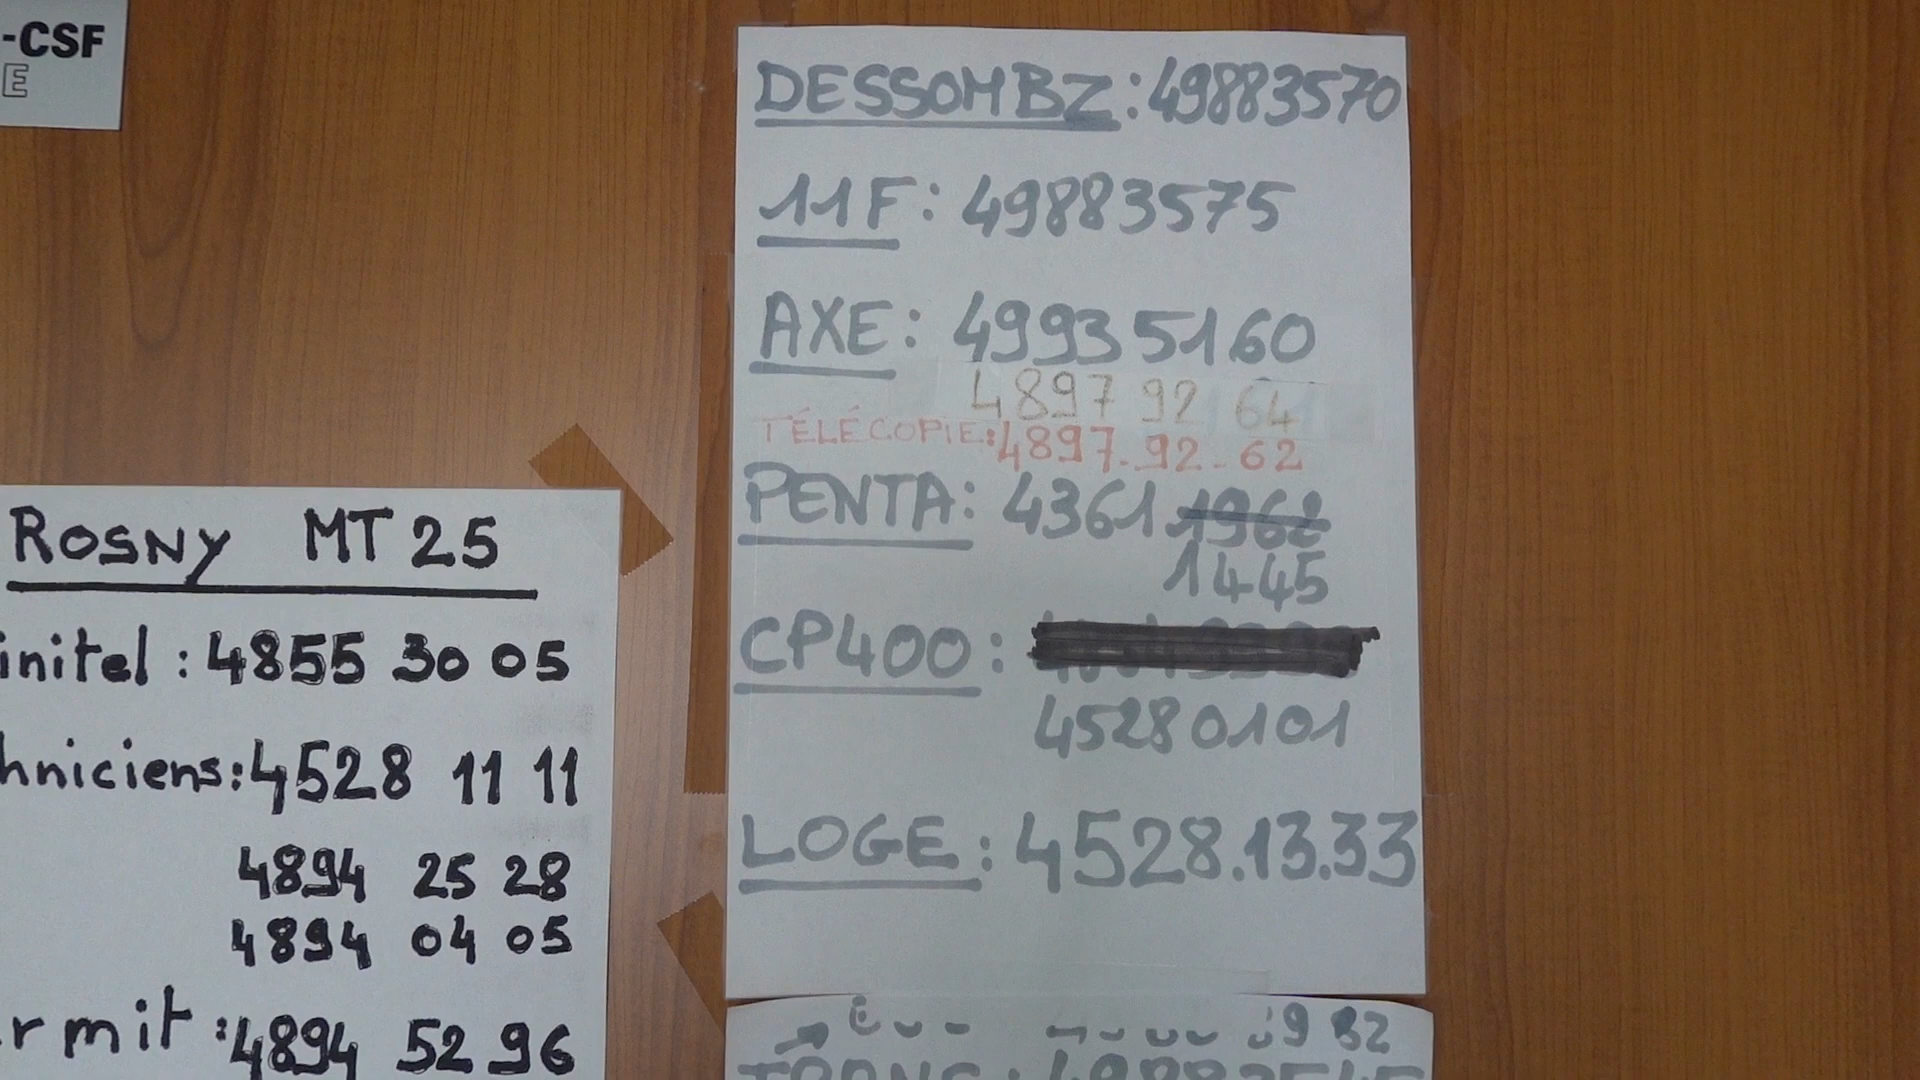 -CSF
E
ROSNY MT 25
initel : 4855 30 05
hniciens : 4528 11 11
4894 25 28
4894 04 05
rmit : 4894 52 96
DESSOMBZ : 49883570
11F : 49883575
AXE : 49935160
4897 92 64
TÉLÉCOPIE : 4897.92.62
PENTA : 4361 1962
1445
CP400 :
45280101
LOGE : 4528.13.33